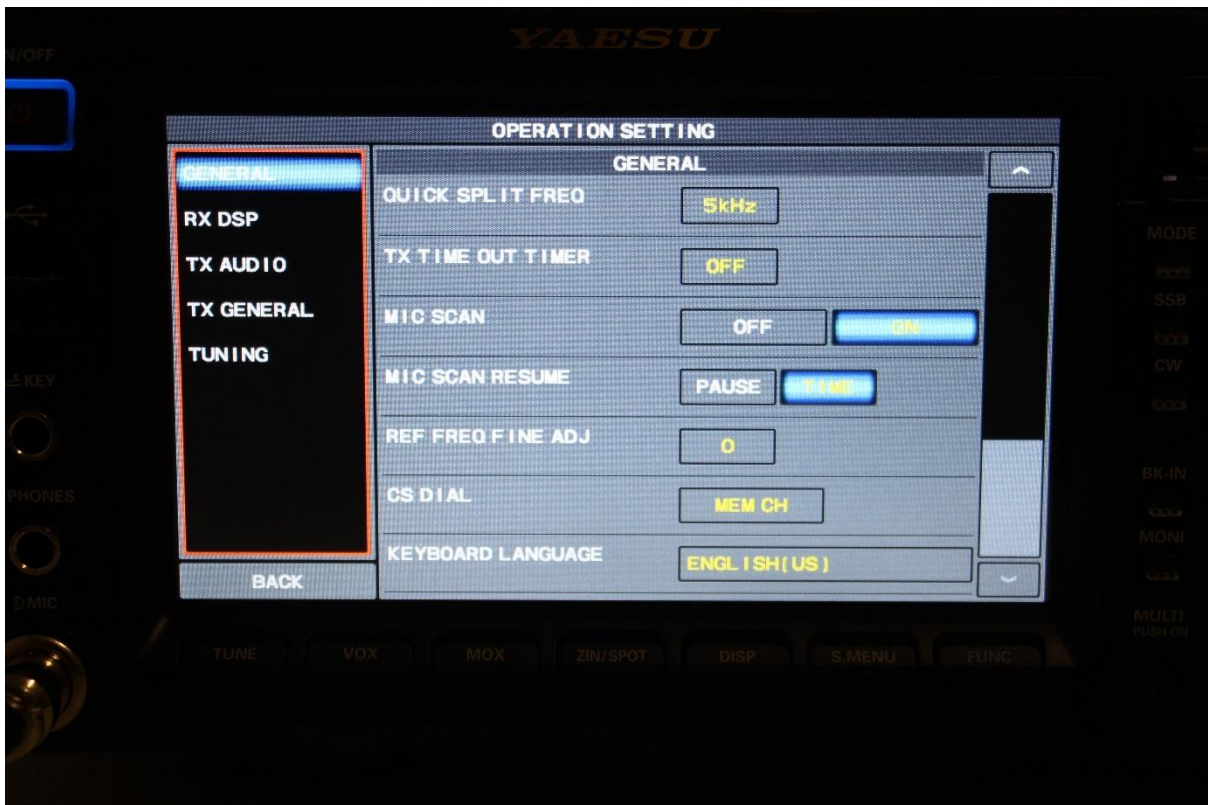 YAESU
N/OFF
OPERATION SETTING
GENERAL
RX DSP
TX AUDIO
TX GENERAL
TUNING
BACK
GENERAL
QUICK SPLIT FREQ 5kHz
TX TIME OUT TIMER OFF
MIC SCAN OFF ON
MIC SCAN RESUME PAUSE TIME
REF FREQ FINE ADJ 0
CS DIAL MEM CH
KEYBOARD LANGUAGE ENGLISH(US)
KEY
PHONES
MIC
MODE
SSB
CW
BK-IN
MONI
MULTI
PUSH ON
TUNE VOX MOX ZIN/SPOT DISP S.MENU FUNC